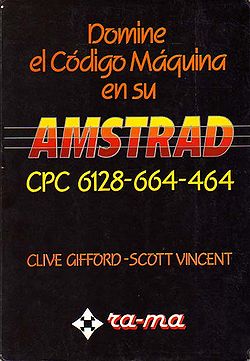 Domine
el Código Máquina
en su
AMSTRAD
CPC 6128-664-464
CLIVE GIFFORD-SCOTT VINCENT
ra-ma